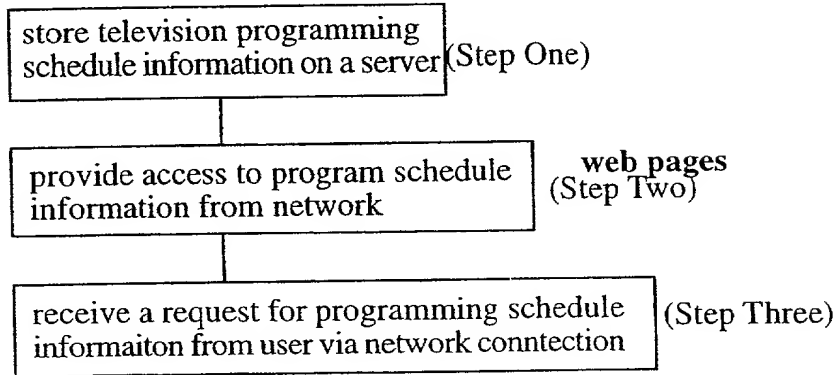 store television programming
schedule information on a server (Step One)
provide access to program schedule
information from network
web pages
(Step Two)
receive a request for programming schedule
informaiton from user via network conntection
(Step Three)